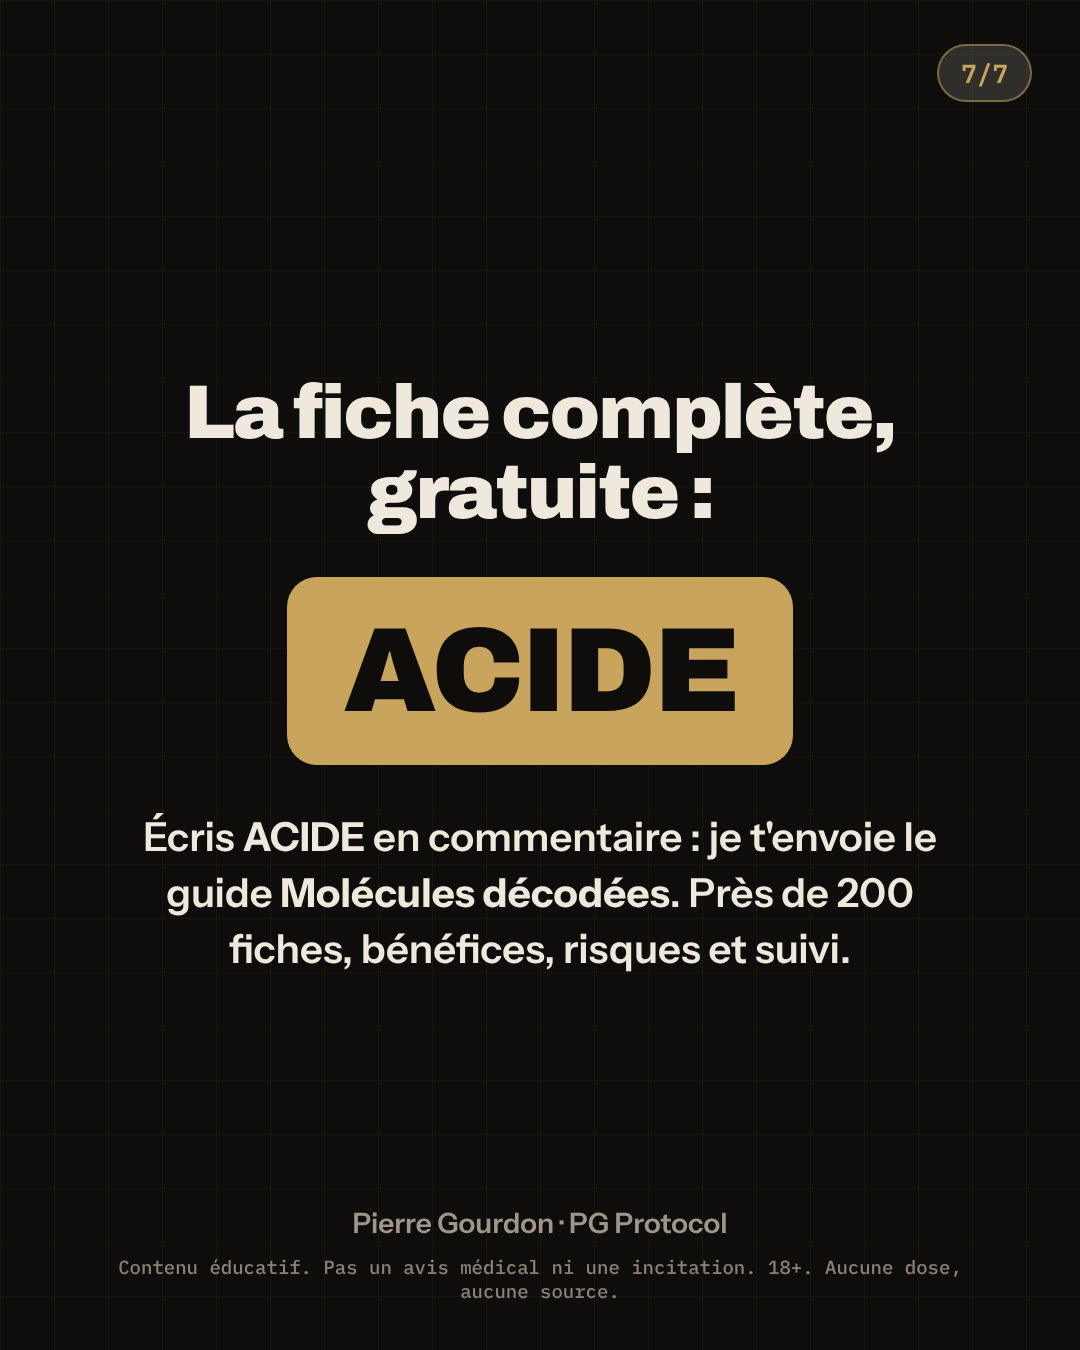 7/7
La fiche complète,
gratuite :
ACIDE
Écris ACIDE en commentaire : je t'envoie le
guide Molécules décodées. Près de 200
fiches, bénéfices, risques et suivi.
Pierre Gourdon · PG Protocol
Contenu éducatif. Pas un avis médical ni une incitation. 18+. Aucune dose,
aucune source.